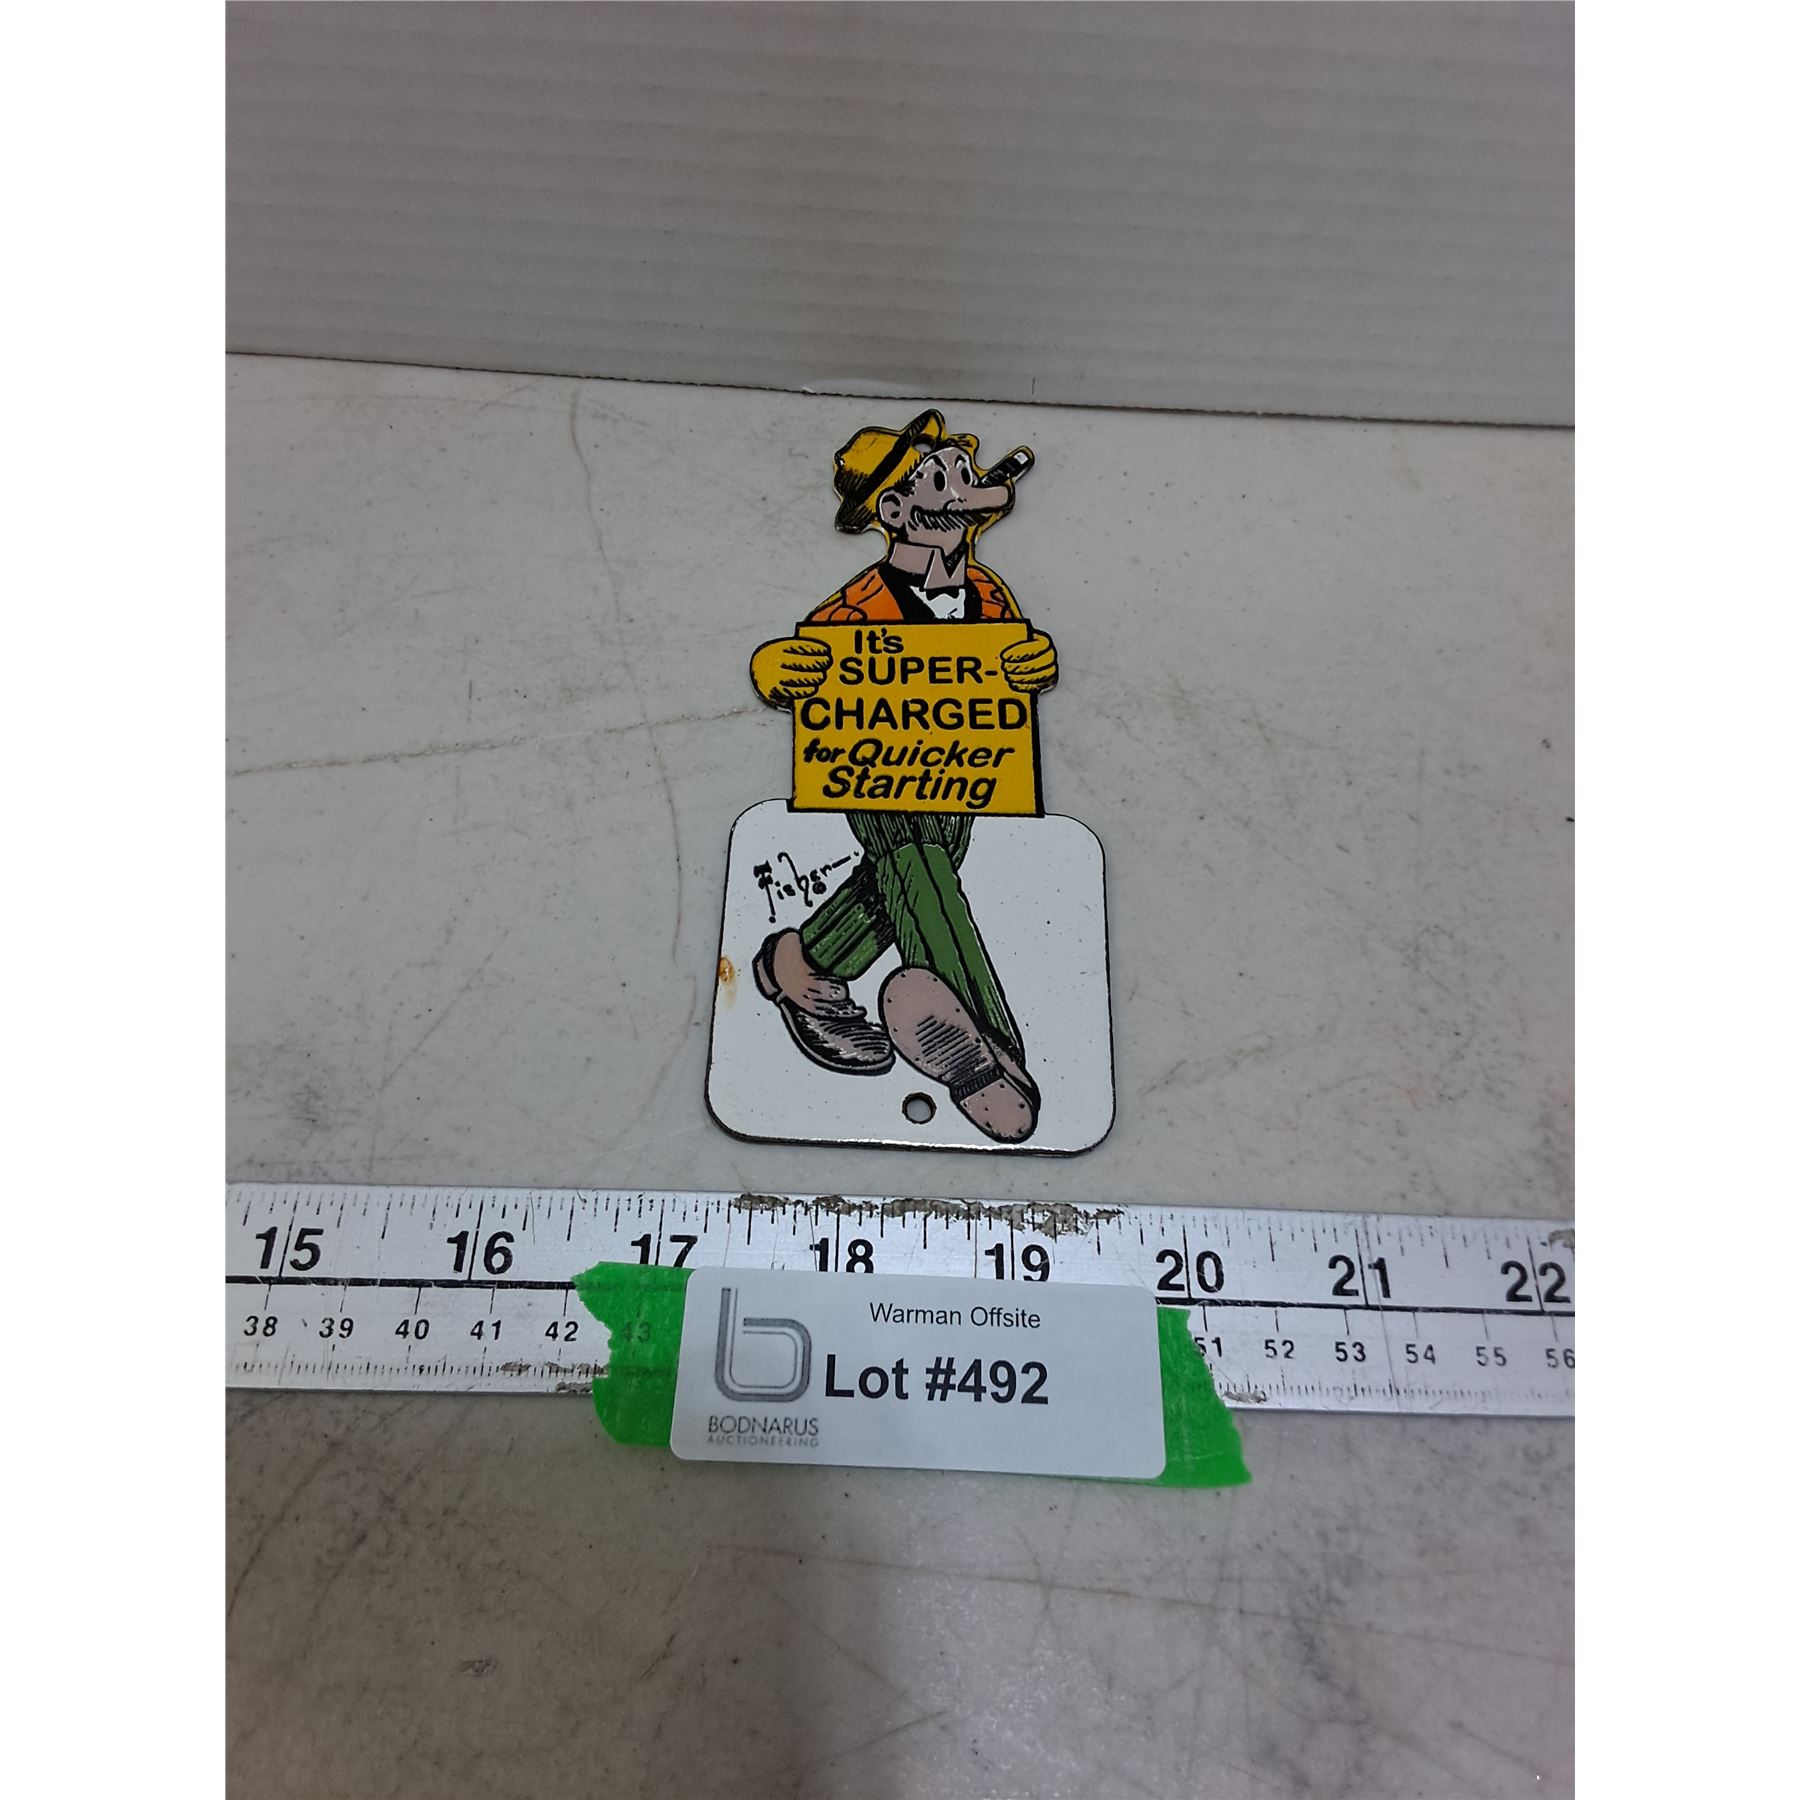 It's
SUPER-
CHARGED
for Quicker
Starting
Fisher
15 16 17 18 19 20 21 22
38 39 40 41 42 43 51 52 53 54 55 56
Warman Offsite
Lot #492
BODNARUS
AUCTIONEERING